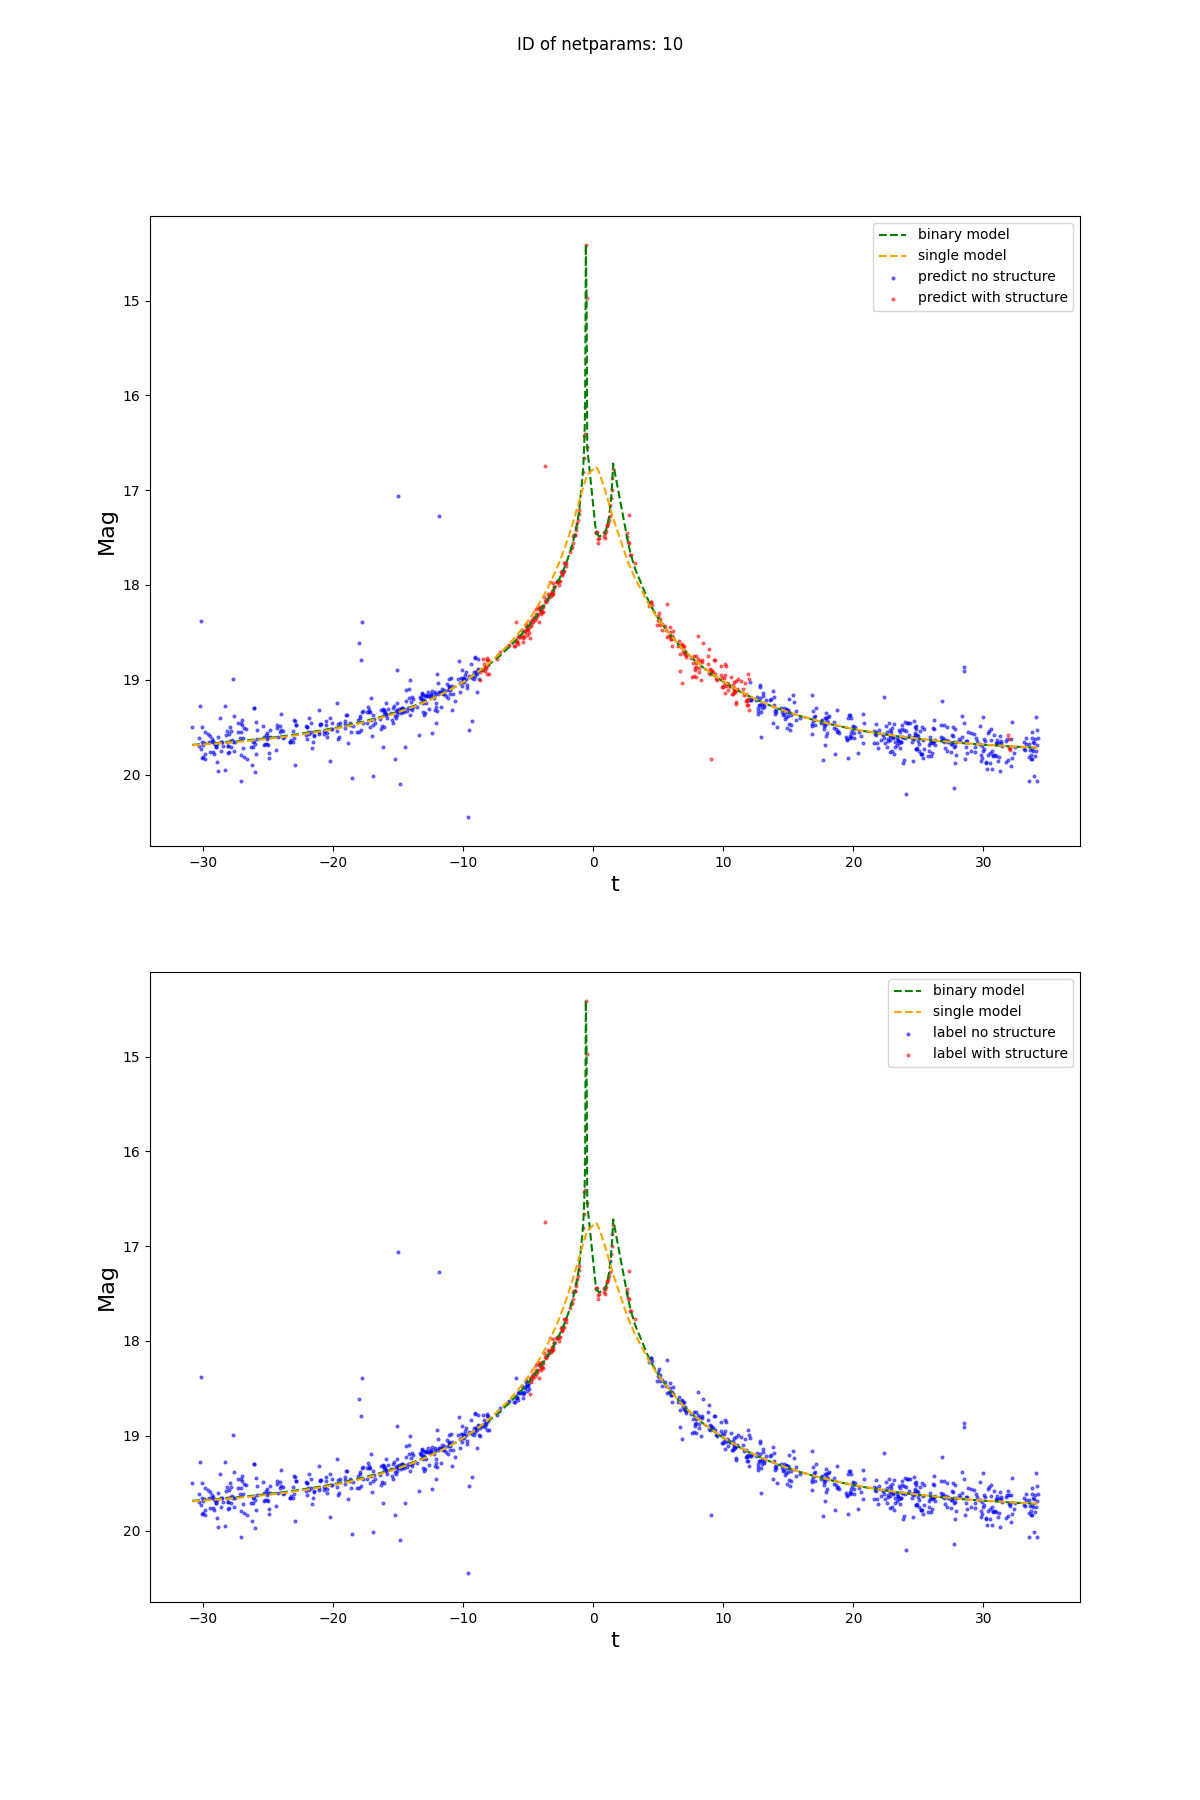 ID of netparams: 10
binary model
single model
predict no structure
predict with structure
15
16
17
18
19
20
Mag
−30
−20
−10
0
10
20
30
t
binary model
single model
label no structure
label with structure
15
16
17
18
19
20
Mag
−30
−20
−10
0
10
20
30
t